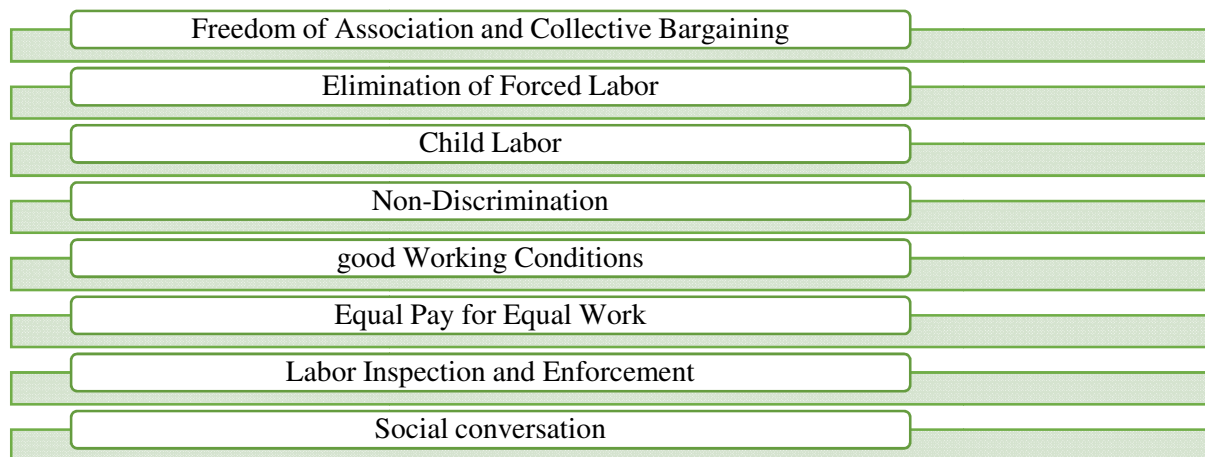 Freedom of Association and Collective Bargaining
Elimination of Forced Labor
Child Labor
Non-Discrimination
good Working Conditions
Equal Pay for Equal Work
Labor Inspection and Enforcement
Social conversation